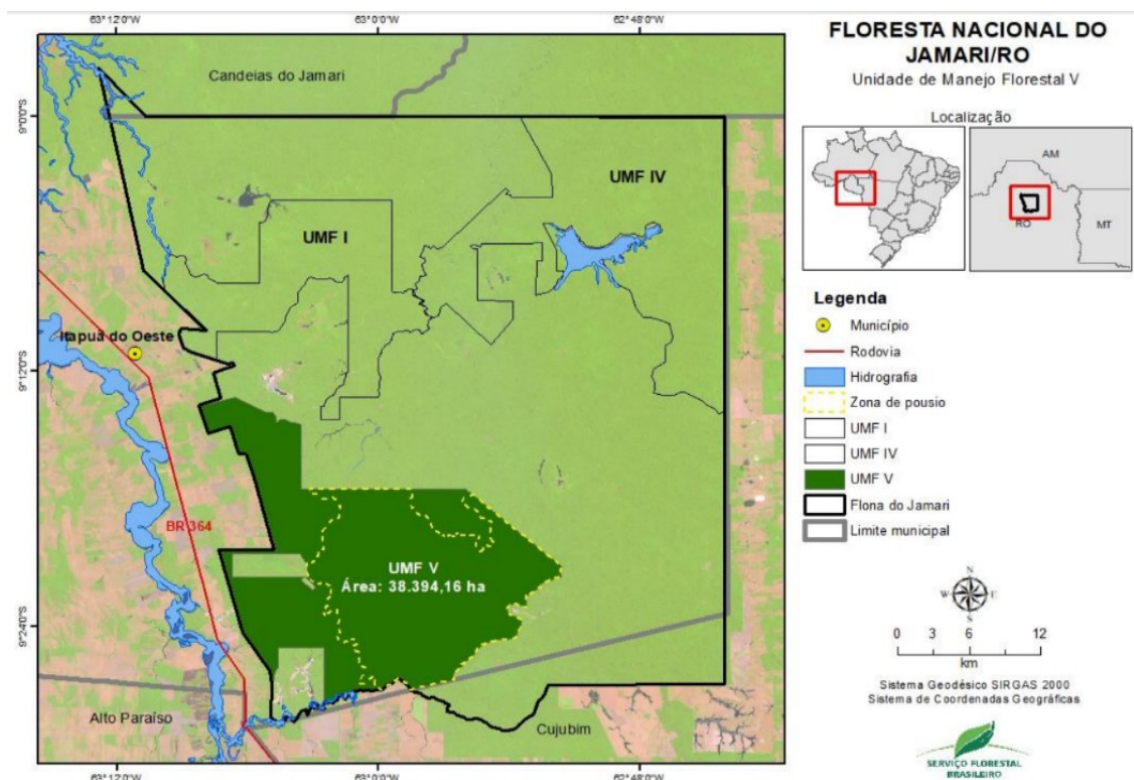 63°12'0"W
63°0'0"W
62°48'0"W
9°0'0"S
9°12'0"S
9°24'0"S
Candeias do Jamari
UMF IV
UMF I
Itapuã do Oeste
BR 364
UMF V
Área: 38.394,16 ha
Alto Paraíso
Cujubim
63°12'0"W
63°0'0"W
62°48'0"W
FLORESTA NACIONAL DO
JAMARI/RO
Unidade de Manejo Florestal V
Localização
AM
RO
MT
Legenda
Município
Rodovia
Hidrografia
Zona de pousio
UMF I
UMF IV
UMF V
Flona do Jamari
Limite municipal
N
W
E
S
0 3 6 12
km
Sistema Geodésico SIRGAS 2000
Sistema de Coordenadas Geográficas
SERVIÇO FLORESTAL
BRASILEIRO